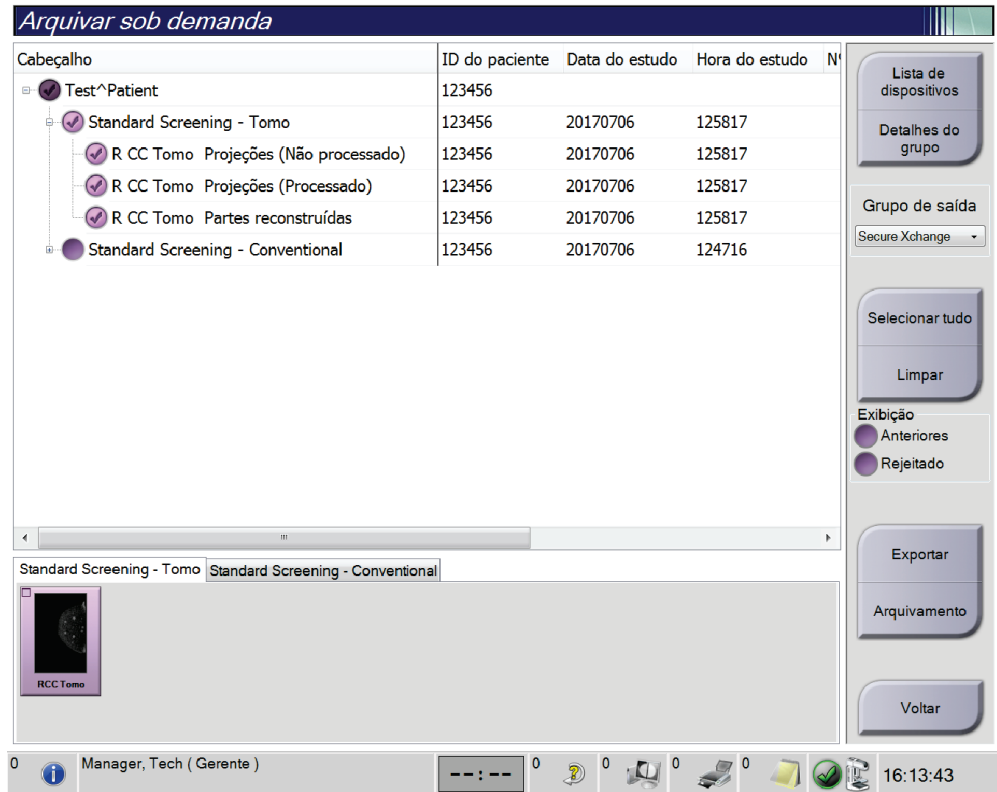 Arquivar sob demanda
Cabeçalho ID do paciente Data do estudo Hora do estudo Nº
Test^Patient 123456
Standard Screening - Tomo 123456 20170706 125817
R CC Tomo Projeções (Não processado) 123456 20170706 125817
R CC Tomo Projeções (Processado) 123456 20170706 125817
R CC Tomo Partes reconstruídas 123456 20170706 125817
Standard Screening - Conventional 123456 20170706 124716
Lista de
dispositivos
Detalhes do
grupo
Grupo de saída
Secure Xchange
Selecionar tudo
Limpar
Exibição
Anteriores
Rejeitado
Exportar
Arquivamento
Voltar
Standard Screening - Tomo Standard Screening - Conventional
RCC Tomo
0 Manager, Tech ( Gerente ) --:-- 0 0 0 0 16:13:43